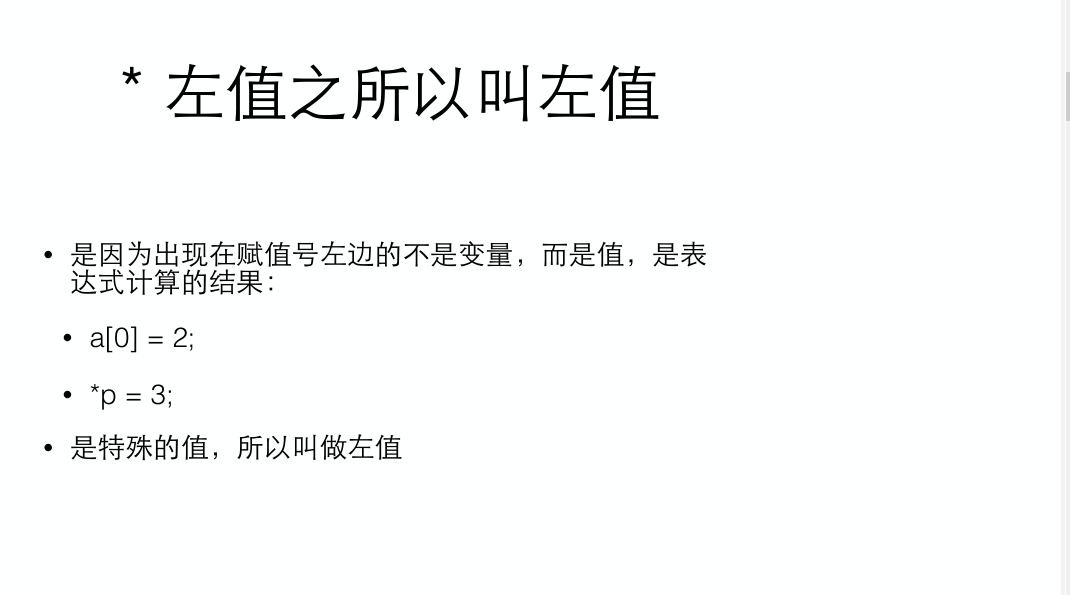 * 左值之所以叫左值
• 是因为出现在赋值号左边的不是变量，而是值，是表
达式计算的结果：
• a[0] = 2;
• *p = 3;
• 是特殊的值，所以叫做左值